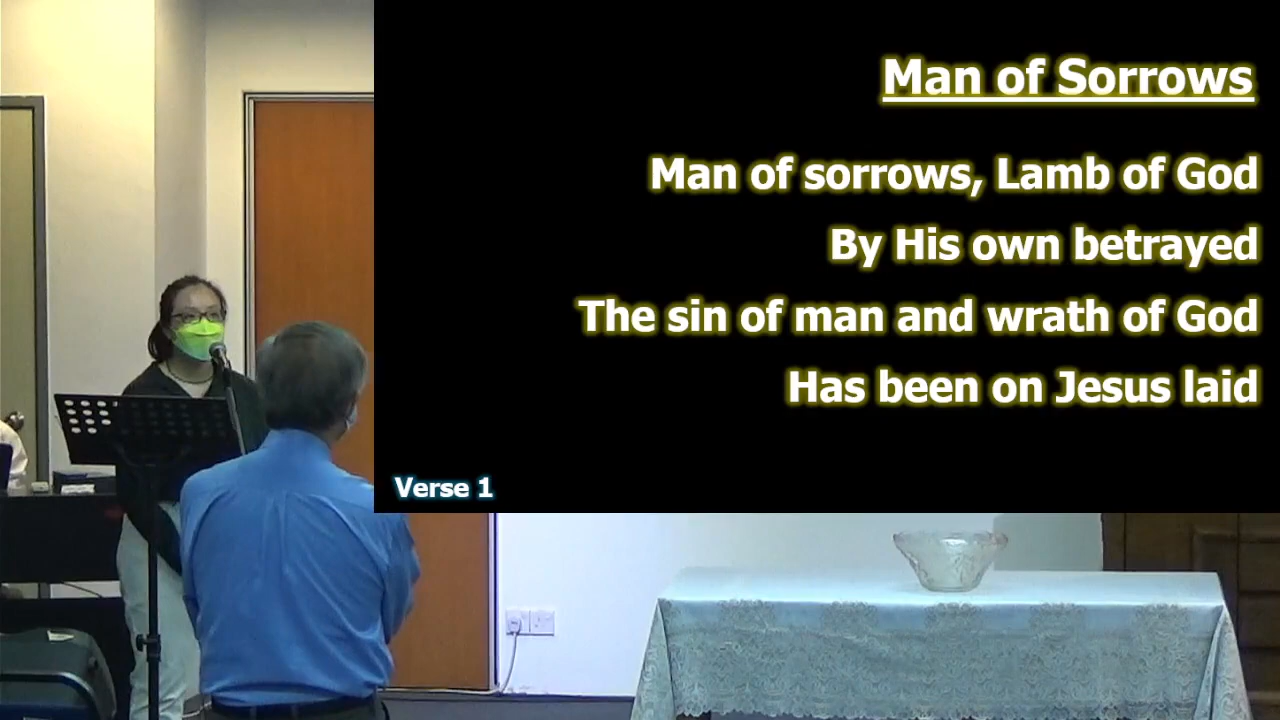 Man of Sorrows
Man of sorrows, Lamb of God
By His own betrayed
The sin of man and wrath of God
Has been on Jesus laid
Verse 1